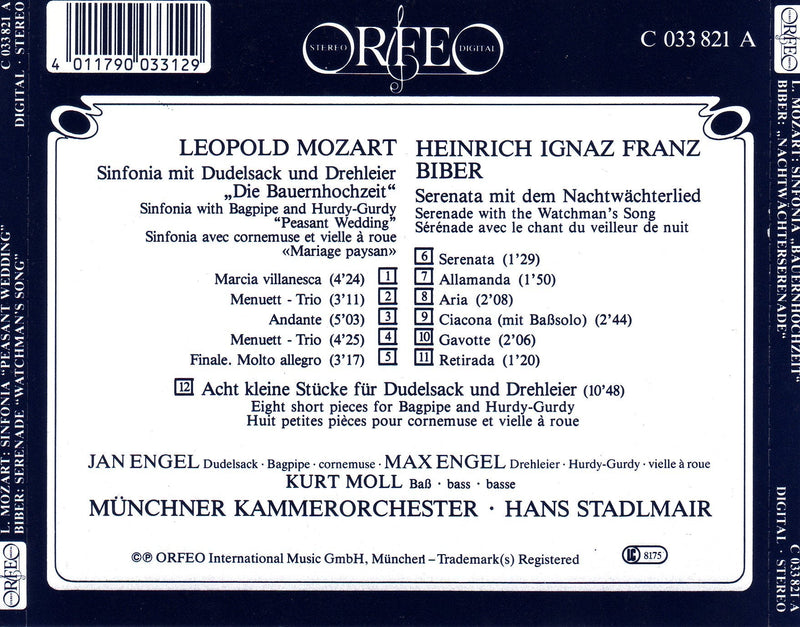 L. MOZART: SINFONIA "PEASANT WEDDING"
BIBER: SERENADE "WATCHMAN'S SONG"
C 033 821 A
DIGITAL · STEREO
ORFEO
4 011790 033129
STEREO ORFEO DIGITAL
C 033 821 A
LEOPOLD MOZART
Sinfonia mit Dudelsack und Drehleier
„Die Bauernhochzeit“
Sinfonia with Bagpipe and Hurdy-Gurdy
“Peasant Wedding”
Sinfonia avec cornemuse et vielle à roue
«Mariage paysan»
Marcia villanesca (4'24) 1
Menuett - Trio (3'11) 2
Andante (5'03) 3
Menuett - Trio (4'25) 4
Finale. Molto allegro (3'17) 5
HEINRICH IGNAZ FRANZ
BIBER
Serenata mit dem Nachtwächterlied
Serenade with the Watchman's Song
Sérénade avec le chant du veilleur de nuit
6 Serenata (1'29)
7 Allamanda (1'50)
8 Aria (2'08)
9 Ciacona (mit Baßsolo) (2'44)
10 Gavotte (2'06)
11 Retirada (1'20)
12 Acht kleine Stücke für Dudelsack und Drehleier (10'48)
Eight short pieces for Bagpipe and Hurdy-Gurdy
Huit petites pièces pour cornemuse et vielle à roue
JAN ENGEL Dudelsack · Bagpipe · cornemuse · MAX ENGEL Drehleier · Hurdy-Gurdy · vielle à roue
KURT MOLL Baß · bass · basse
MÜNCHNER KAMMERORCHESTER · HANS STADLMAIR
©℗ ORFEO International Music GmbH, München – Trademark(s) Registered
LC 8175
ORFEO
L. MOZART: SINFONIA „BAUERNHOCHZEIT“
BIBER: „NACHTWÄCHTERSERENADE“
C 033 821 A
DIGITAL · STEREO